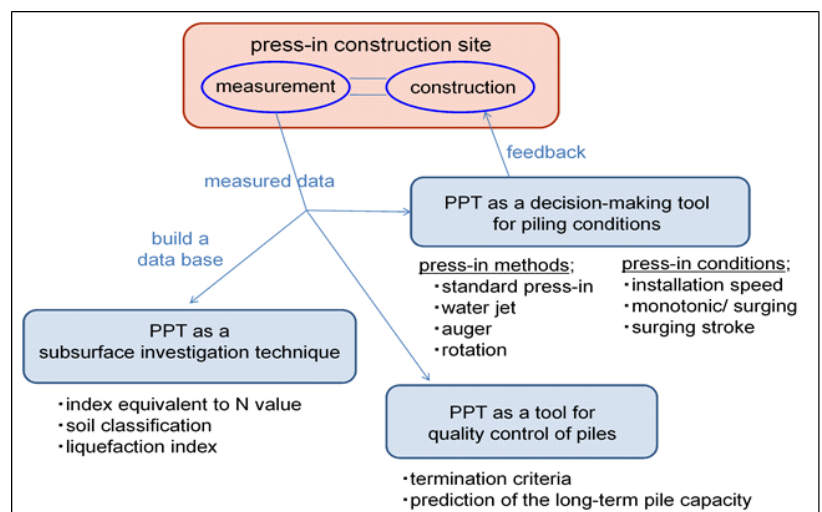 press-in construction site
measurement
construction
feedback
measured data
PPT as a decision-making tool
for piling conditions
build a
data base
press-in methods;
・standard press-in
・water jet
・auger
・rotation
press-in conditions;
・installation speed
・monotonic/ surging
・surging stroke
PPT as a
subsurface investigation technique
・index equivalent to N value
・soil classification
・liquefaction index
PPT as a tool for
quality control of piles
・termination criteria
・prediction of the long-term pile capacity